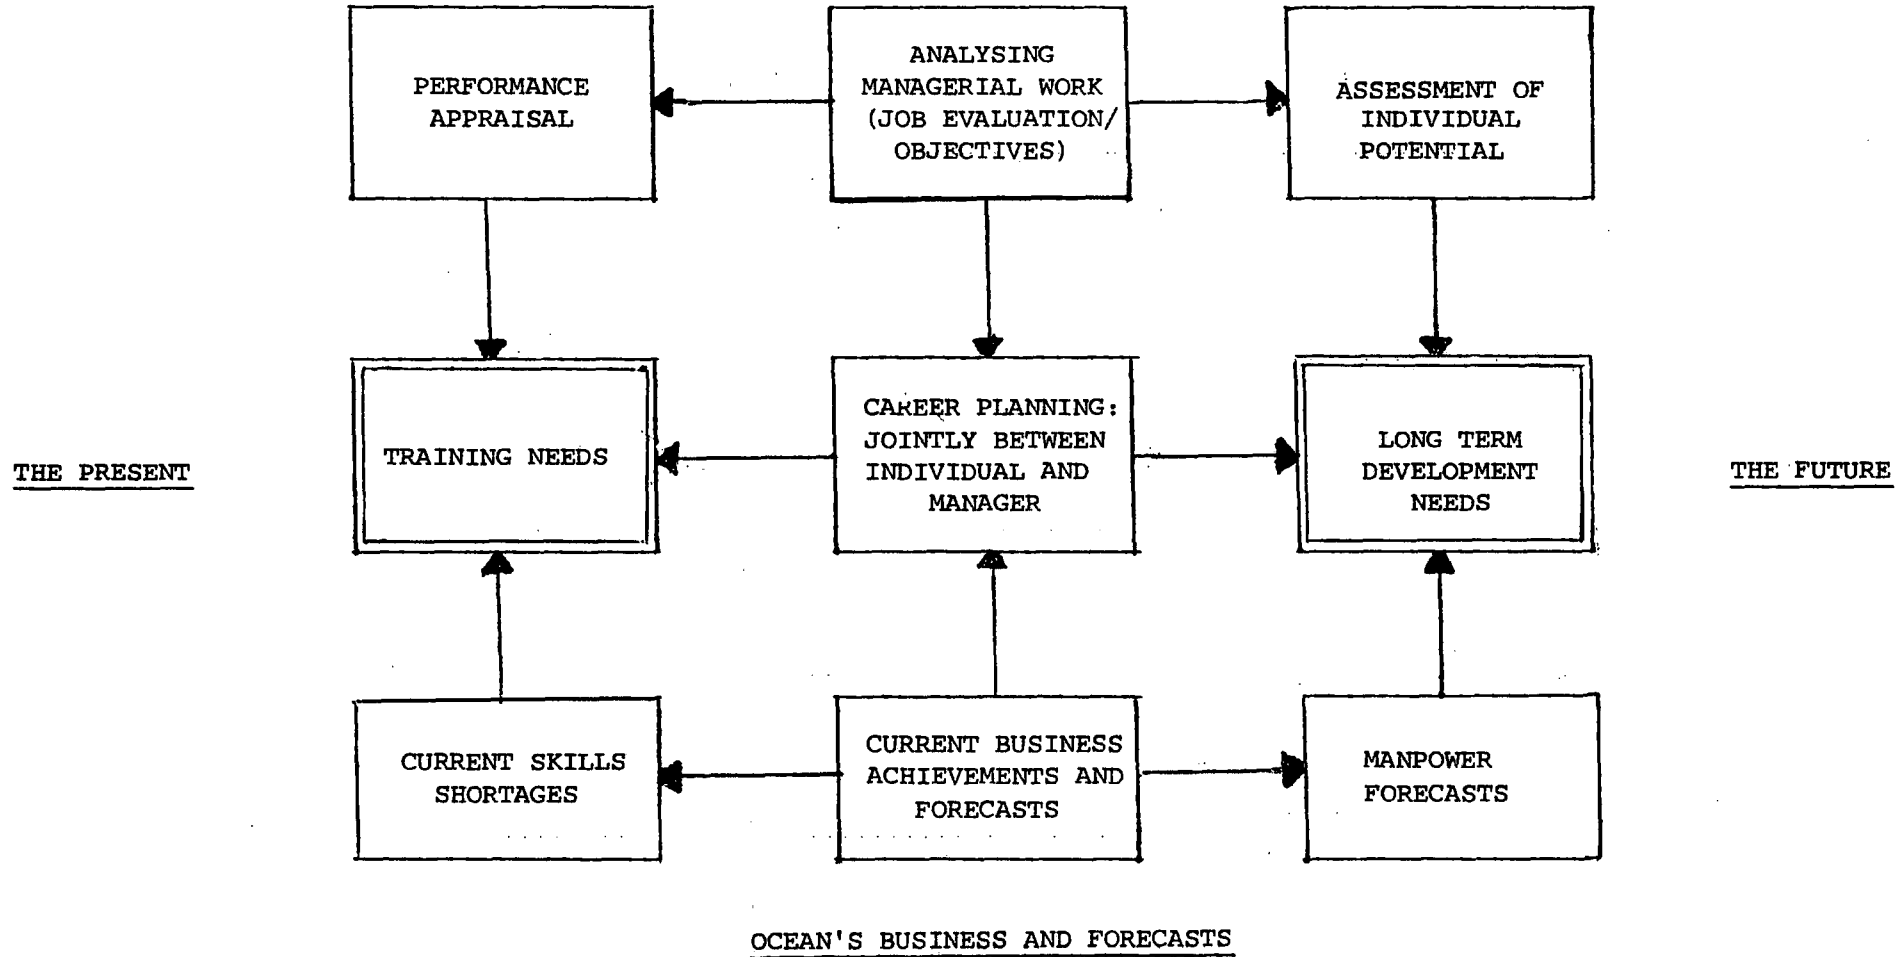 PERFORMANCE
APPRAISAL
ANALYSING
MANAGERIAL WORK
(JOB EVALUATION/
OBJECTIVES)
ASSESSMENT OF
INDIVIDUAL
POTENTIAL
THE PRESENT
TRAINING NEEDS
CAREER PLANNING:
JOINTLY BETWEEN
INDIVIDUAL AND
MANAGER
LONG TERM
DEVELOPMENT
NEEDS
THE FUTURE
CURRENT SKILLS
SHORTAGES
CURRENT BUSINESS
ACHIEVEMENTS AND
FORECASTS
MANPOWER
FORECASTS
OCEAN'S BUSINESS AND FORECASTS